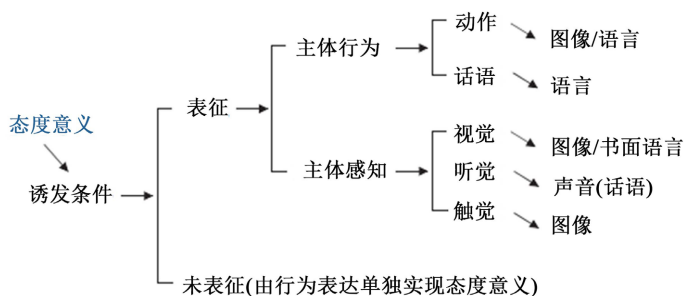 动作
图像/语言
主体行为
话语
语言
表征
态度意义
视觉
图像/书面语言
主体感知
听觉
声音(话语)
诱发条件
触觉
图像
未表征(由行为表达单独实现态度意义)